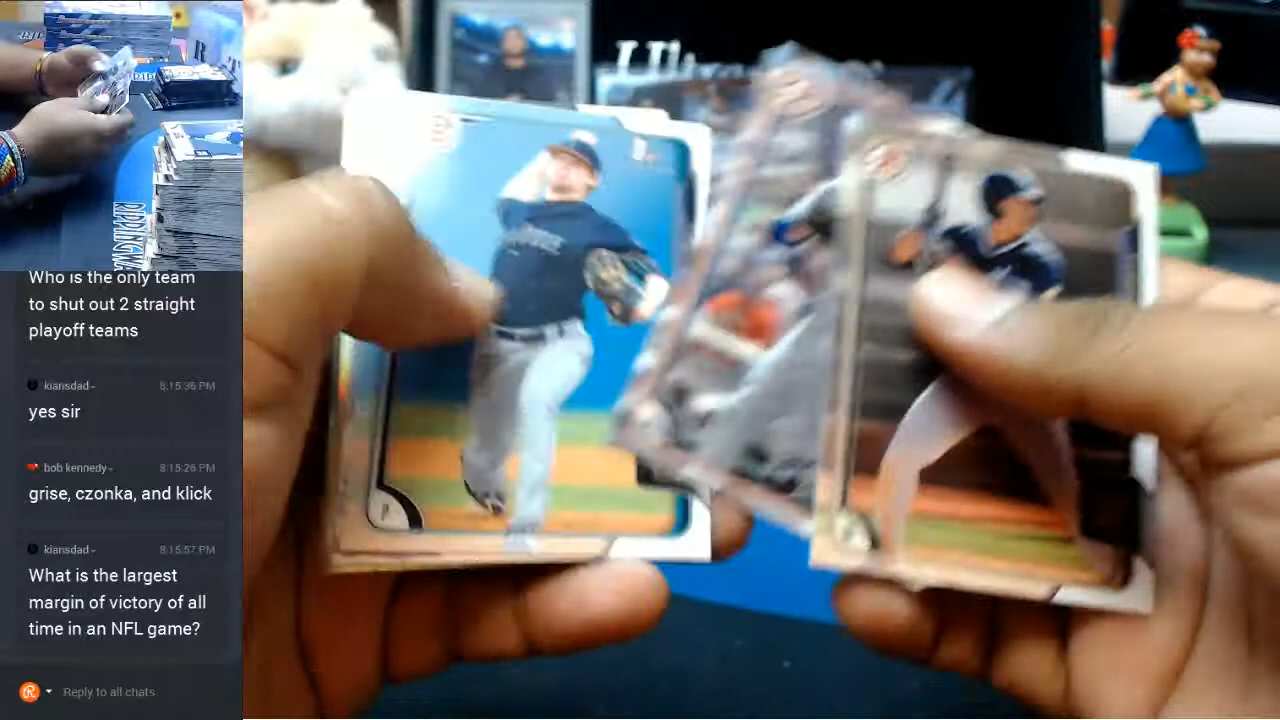 RIPPINGWA
Who is the only team
to shut out 2 straight
playoff teams
kiansdad-
8:15:36 PM
yes sir
bob kennedy-
8:15:26 PM
grise, czonka, and klick
kiansdad-
8:15:57 PM
What is the largest
margin of victory of all
time in an NFL game?
Reply to all chats